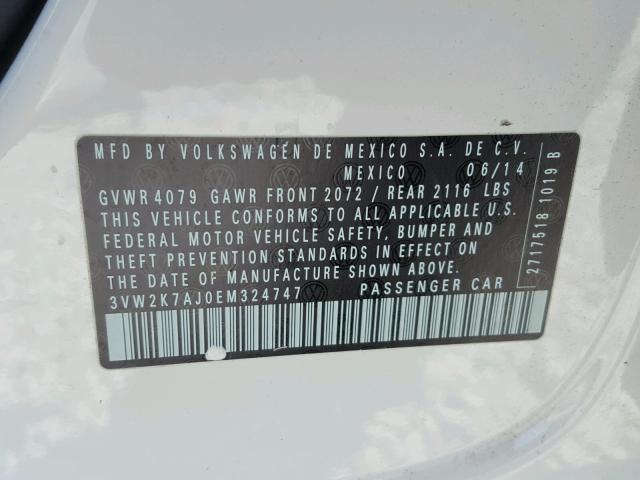 MFD BY VOLKSWAGEN DE MEXICO S.A. DE C.V.
MEXICO 06/14
GVWR 4079 GAWR FRONT 2072 / REAR 2116 LBS
THIS VEHICLE CONFORMS TO ALL APPLICABLE U.S.
FEDERAL MOTOR VEHICLE SAFETY, BUMPER AND
THEFT PREVENTION STANDARDS IN EFFECT ON
THE DATE OF MANUFACTURE SHOWN ABOVE.
3VW2K7AJ0EM324747 PASSENGER CAR
2717518 1019 B